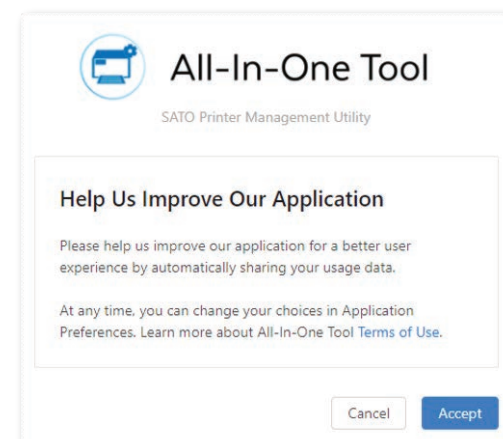 All-In-One Tool
SATO Printer Management Utility
Help Us Improve Our Application
Please help us improve our application for a better user
experience by automatically sharing your usage data.
At any time, you can change your choices in Application
Preferences. Learn more about All-In-One Tool Terms of Use.
Cancel Accept